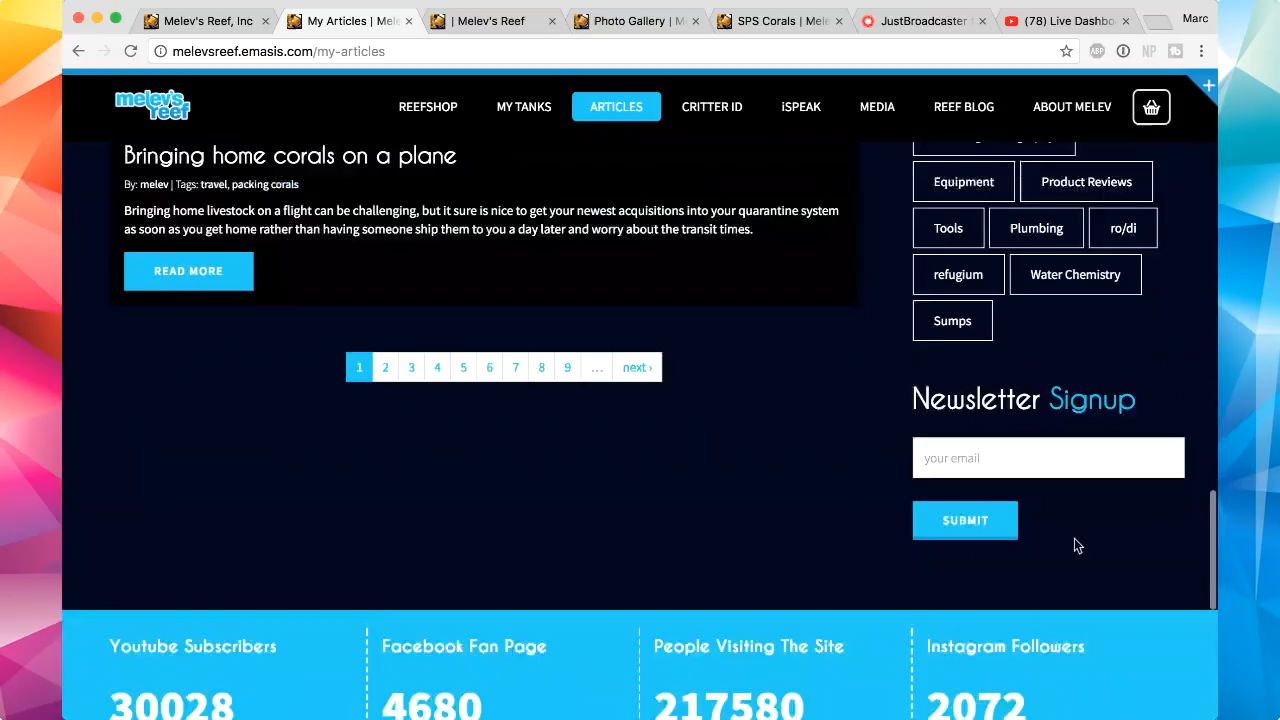 Melev's Reef, Inc
My Articles | Mele
| Melev's Reef
Photo Gallery | M
SPS Corals | Mele
JustBroadcaster
(78) Live Dashbo
Marc
melevsreef.emasis.com/my-articles
ABP
NP
melev's
reef
REEFSHOP
MY TANKS
ARTICLES
CRITTER ID
iSPEAK
MEDIA
REEF BLOG
ABOUT MELEV
Bringing home corals on a plane
By: melev | Tags: travel, packing corals
Bringing home livestock on a flight can be challenging, but it sure is nice to get your newest acquisitions into your quarantine system
as soon as you get home rather than having someone ship them to you a day later and worry about the transit times.
READ MORE
1 2 3 4 5 6 7 8 9 ... next ›
Equipment
Product Reviews
Tools
Plumbing
ro/di
refugium
Water Chemistry
Sumps
Newsletter Signup
your email
SUBMIT
Youtube Subscribers
30028
Facebook Fan Page
4680
People Visiting The Site
217580
Instagram Followers
2072